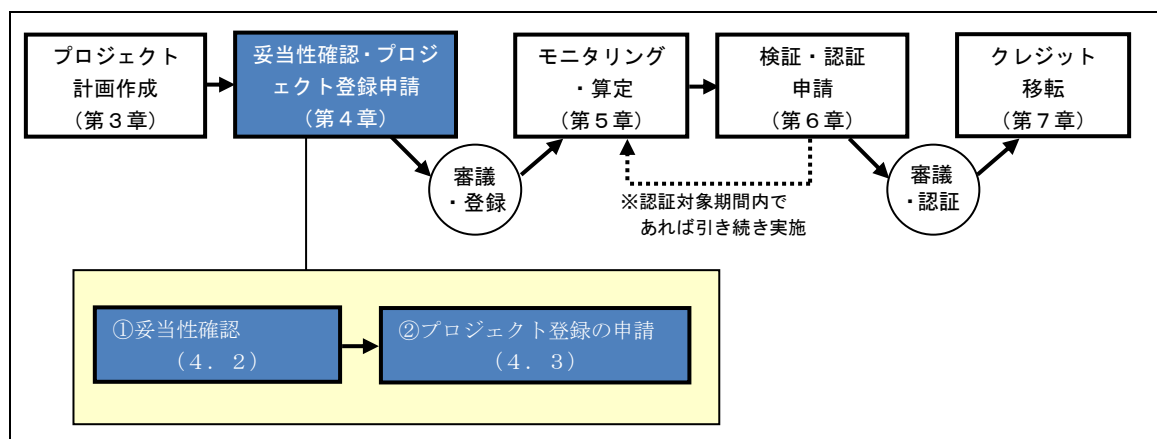 プロジェクト
計画作成
（第３章）
妥当性確認・プロジ
ェクト登録申請
（第４章）
モニタリング
・算定
（第５章）
検証・認証
申請
（第６章）
クレジット
移転
（第７章）
審議
・登録
※認証対象期間内で
あれば引き続き実施
審議
・認証
①妥当性確認
（４．２）
②プロジェクト登録の申請
（４．３）